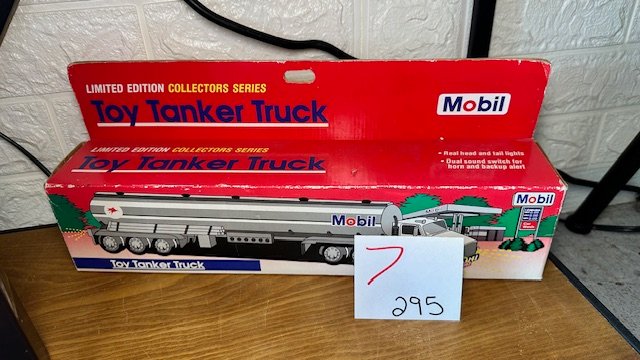 LIMITED EDITION COLLECTORS SERIES
Toy Tanker Truck
Mobil
LIMITED EDITION COLLECTORS SERIES
Toy Tanker Truck
• Real head and tail lights
• Dual sound switch for
horn and backup alert
Mobil
Mobil
Toy Tanker Truck
7
295